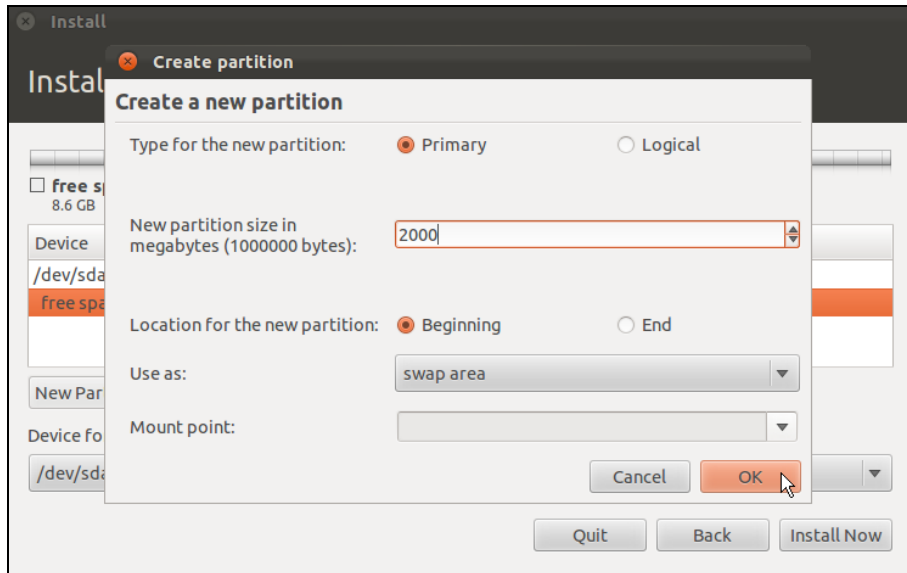 Install
Instal
Create partition
Create a new partition
Type for the new partition:
Primary
Logical
free s
8.6 GB
New partition size in
megabytes (1000000 bytes):
2000
Device
/dev/sda
free spa
Location for the new partition:
Beginning
End
Use as:
swap area
New Par
Mount point:
Device fo
/dev/sda
Cancel
OK
Quit
Back
Install Now